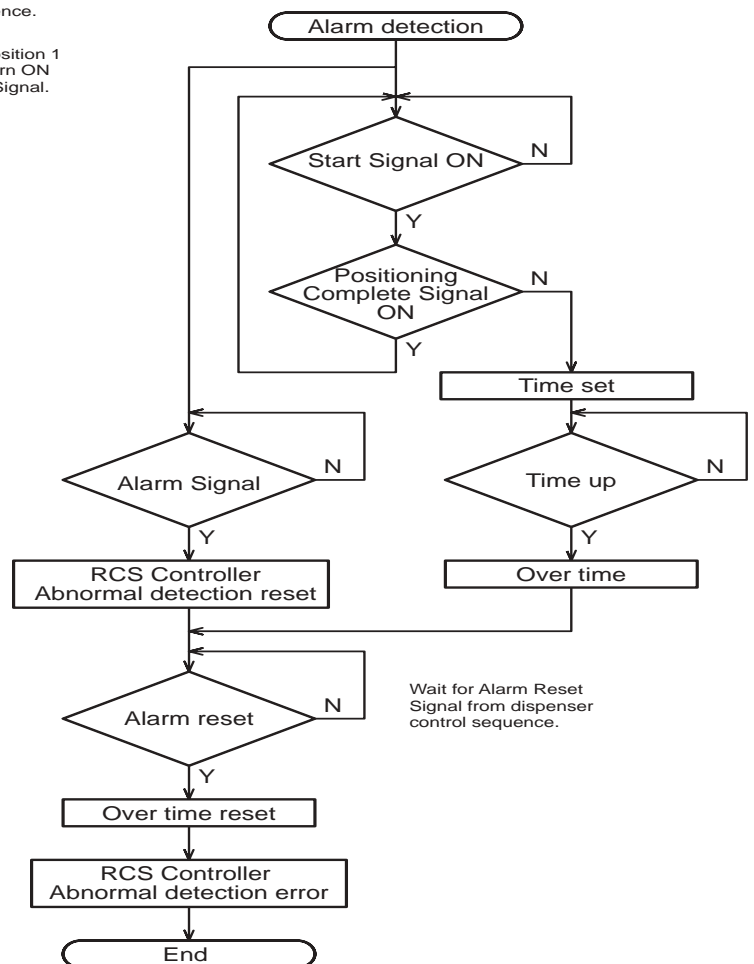 ence.
sition 1
rn ON
Signal.
Alarm detection
Start Signal ON
N
Y
Positioning
Complete Signal
ON
N
Y
Time set
Alarm Signal
N
Y
Time up
N
Y
RCS Controller
Abnormal detection reset
Over time
Alarm reset
N
Y
Wait for Alarm Reset
Signal from dispenser
control sequence.
Over time reset
RCS Controller
Abnormal detection error
End